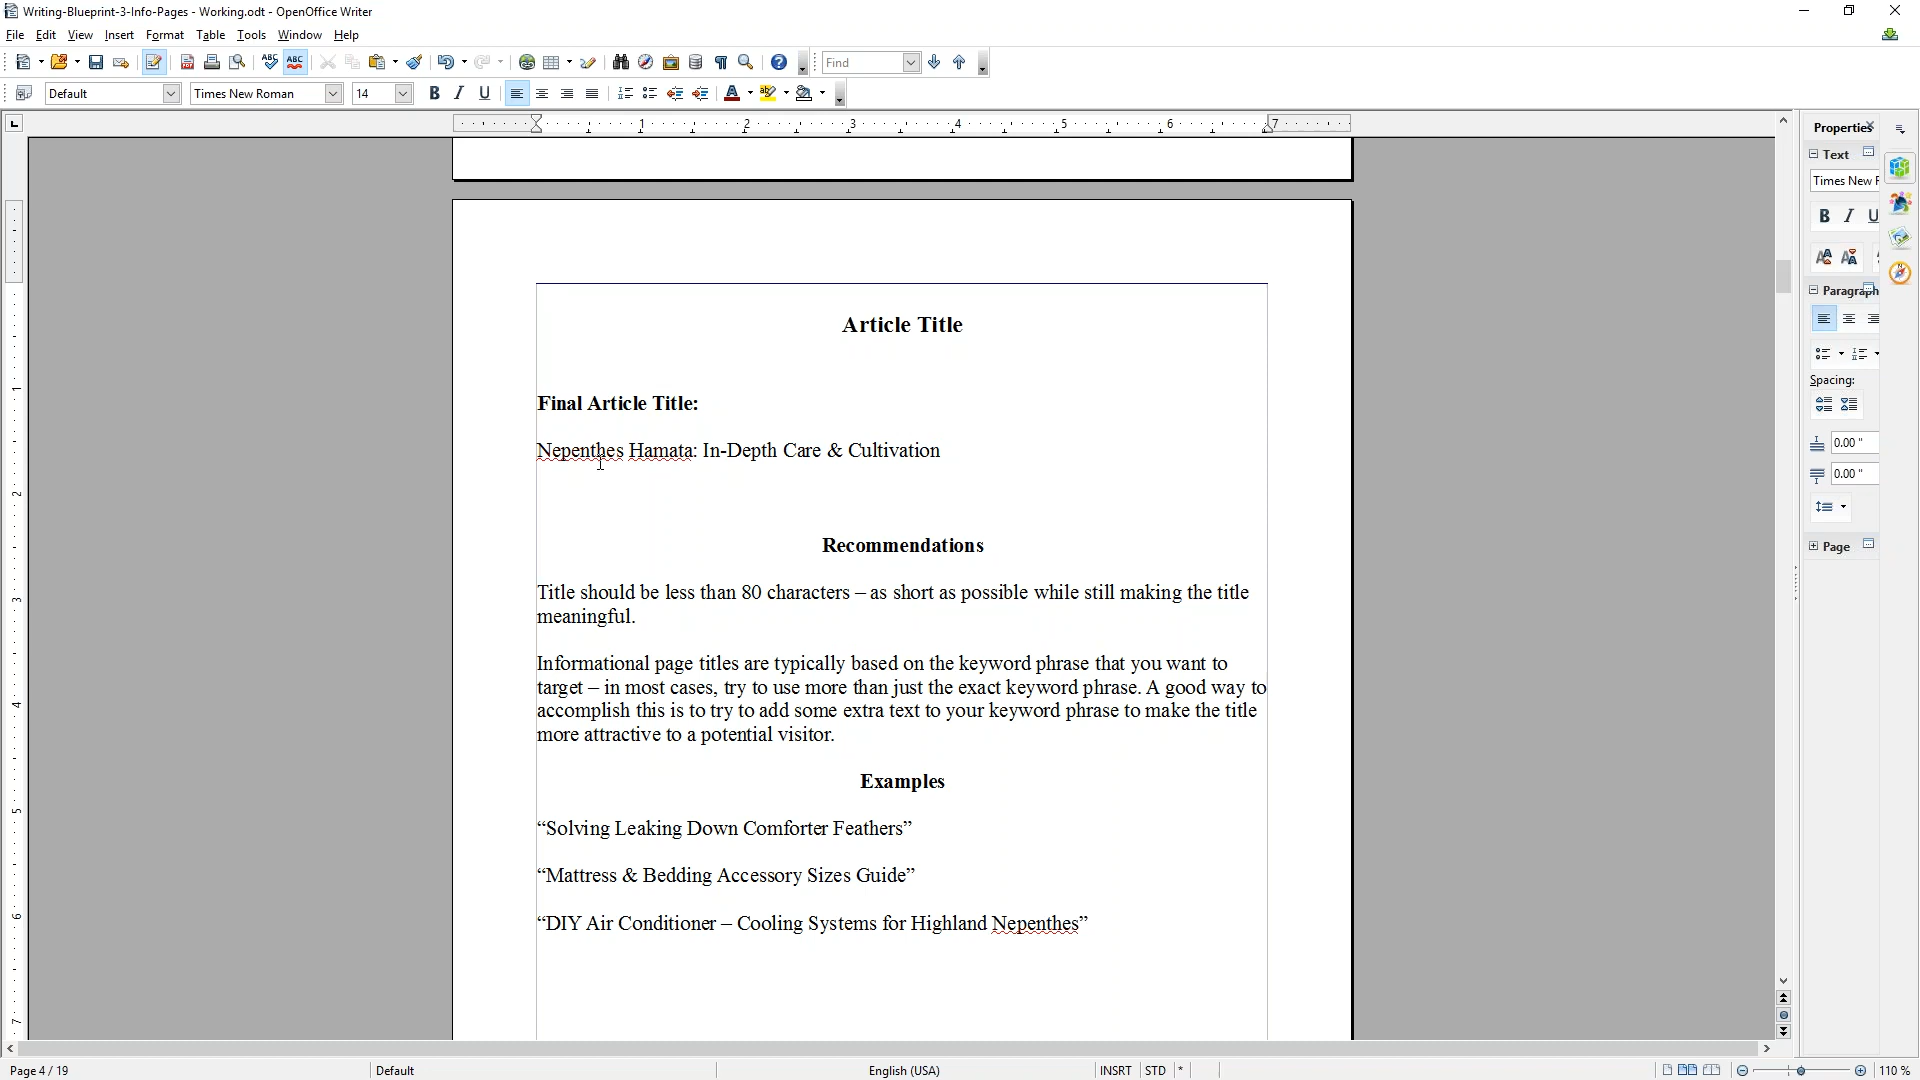 Writing-Blueprint-3-Info-Pages - Working.odt - OpenOffice Writer
File Edit View Insert Format Table Tools Window Help
Find
Default Times New Roman 14
1 2 3 4 5 6 7
Properties
Text
Times New
Paragraph
Spacing:
0.00 "
0.00 "
Page
Article Title
Final Article Title:
Nepenthes Hamata: In-Depth Care & Cultivation
Recommendations
Title should be less than 80 characters – as short as possible while still making the title
meaningful.
Informational page titles are typically based on the keyword phrase that you want to
target – in most cases, try to use more than just the exact keyword phrase. A good way to
accomplish this is to try to add some extra text to your keyword phrase to make the title
more attractive to a potential visitor.
Examples
“Solving Leaking Down Comforter Feathers”
“Mattress & Bedding Accessory Sizes Guide”
“DIY Air Conditioner – Cooling Systems for Highland Nepenthes”
Page 4 / 19 Default English (USA) INSRT STD * 110 %